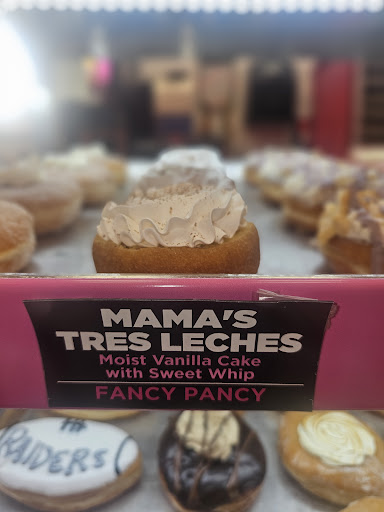 MAMA'S
TRES LECHES
Moist Vanilla Cake
with Sweet Whip
FANCY PANCY
RAIDERS